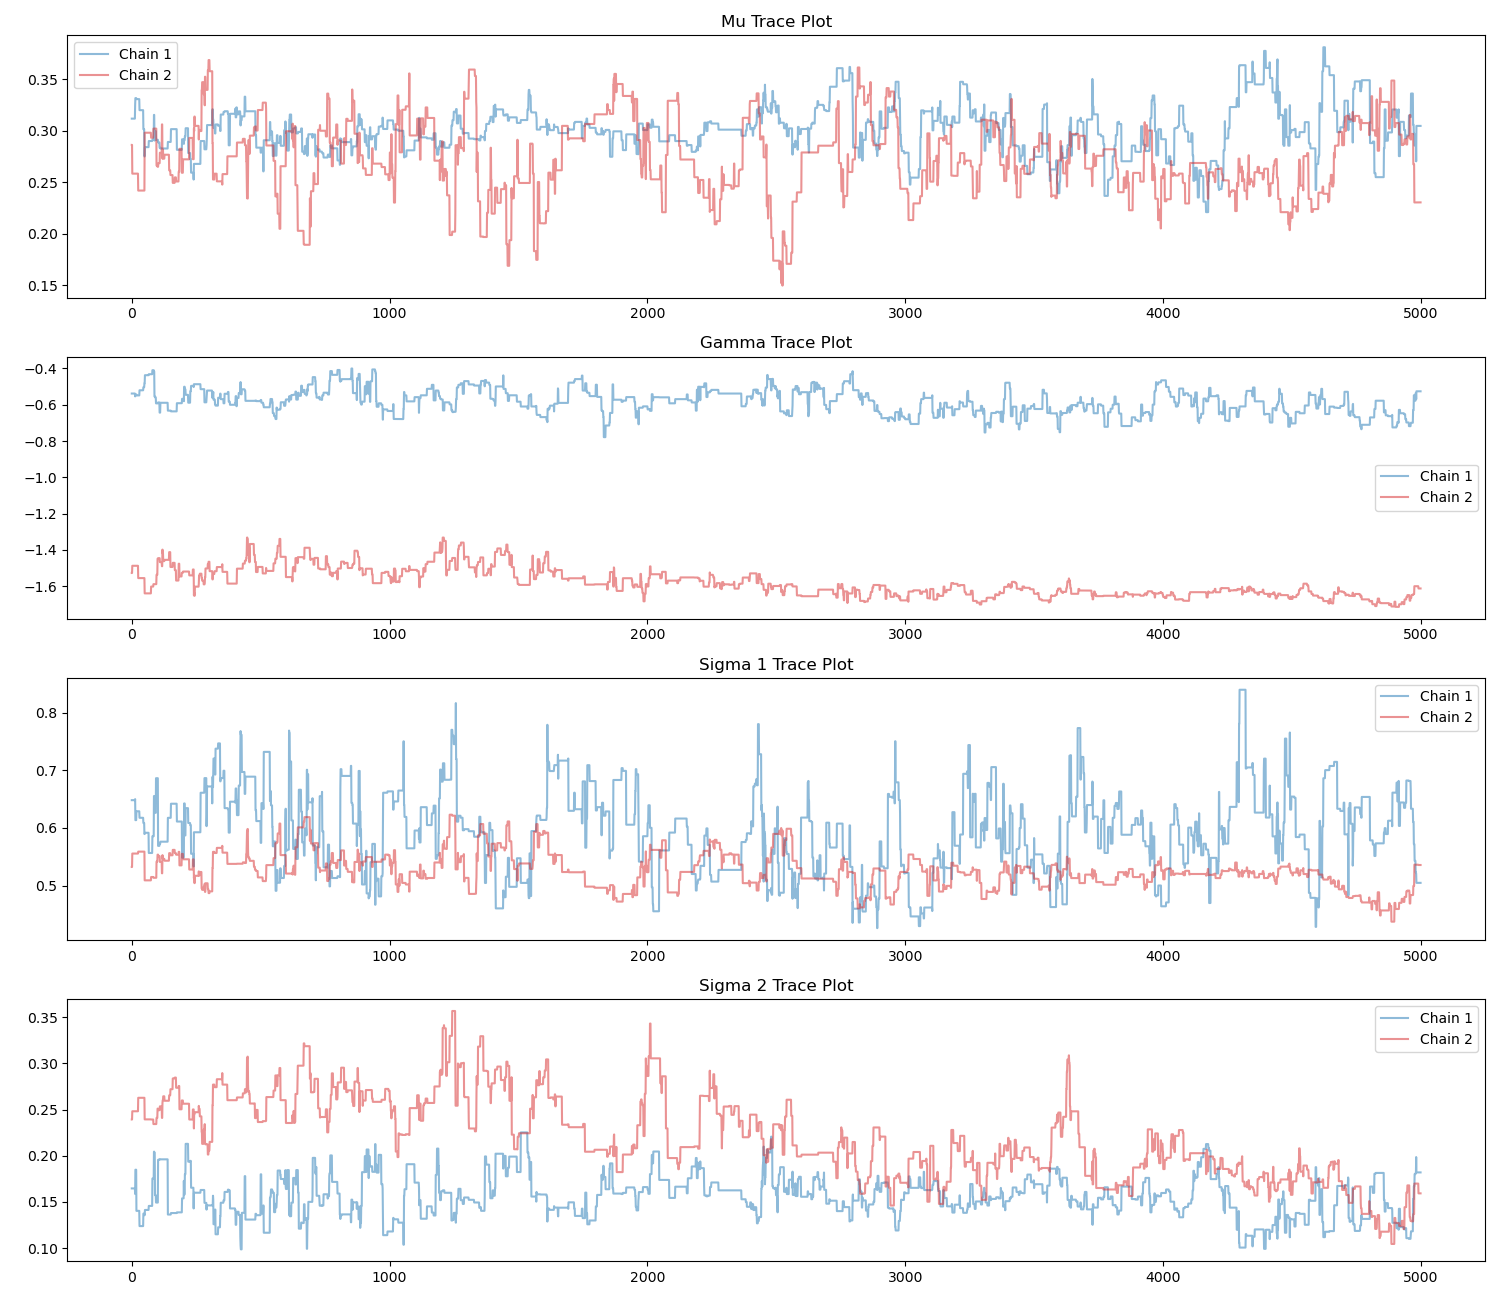 Mu Trace Plot
Chain 1
Chain 2
0.35
0.30
0.25
0.20
0.15
0 1000 2000 3000 4000 5000
Gamma Trace Plot
−0.4
−0.6
−0.8
−1.0
−1.2
−1.4
−1.6
Chain 1
Chain 2
0 1000 2000 3000 4000 5000
Sigma 1 Trace Plot
Chain 1
Chain 2
0.8
0.7
0.6
0.5
0 1000 2000 3000 4000 5000
Sigma 2 Trace Plot
Chain 1
Chain 2
0.35
0.30
0.25
0.20
0.15
0.10
0 1000 2000 3000 4000 5000